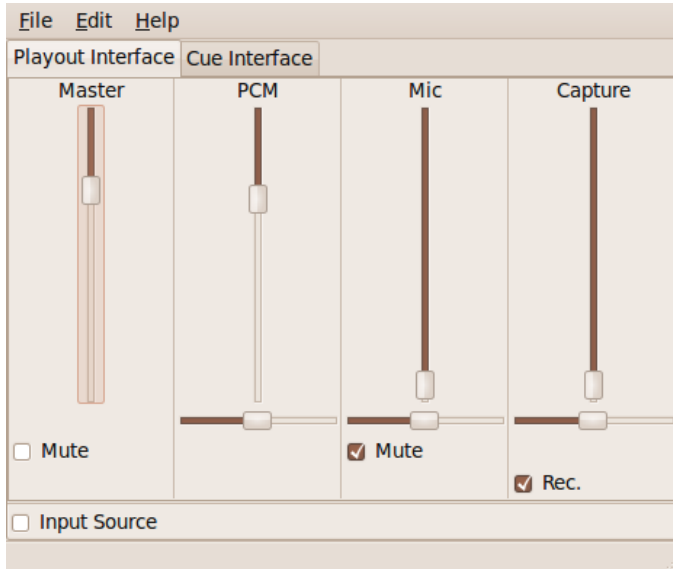 File Edit Help
Playout Interface Cue Interface
Master PCM Mic Capture
Mute Mute
Rec.
Input Source